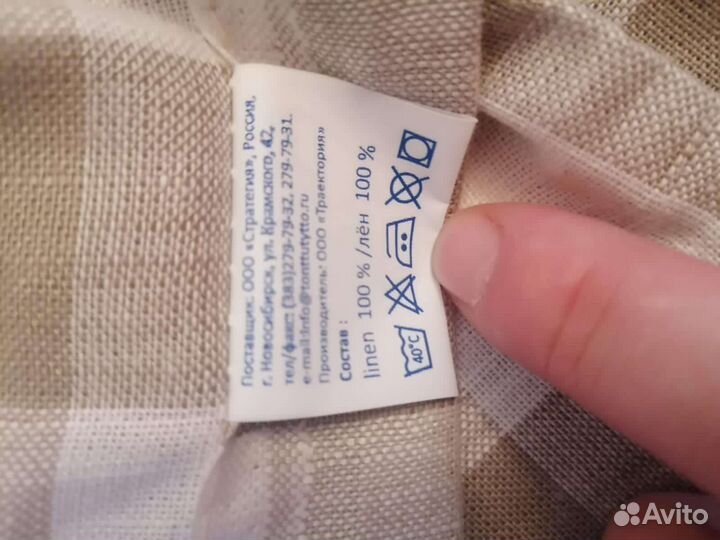 Поставщик: ООО «Стратегия», Россия,
г. Новосибирск, ул. Крамского, 42,
тел/факс: (383)279-79-32, 279-79-31.
e-mail:info@tonttutytto.ru
Производитель: ООО «Траектория»
Состав :
linen 100 % /лён 100 %
40°C
Avito